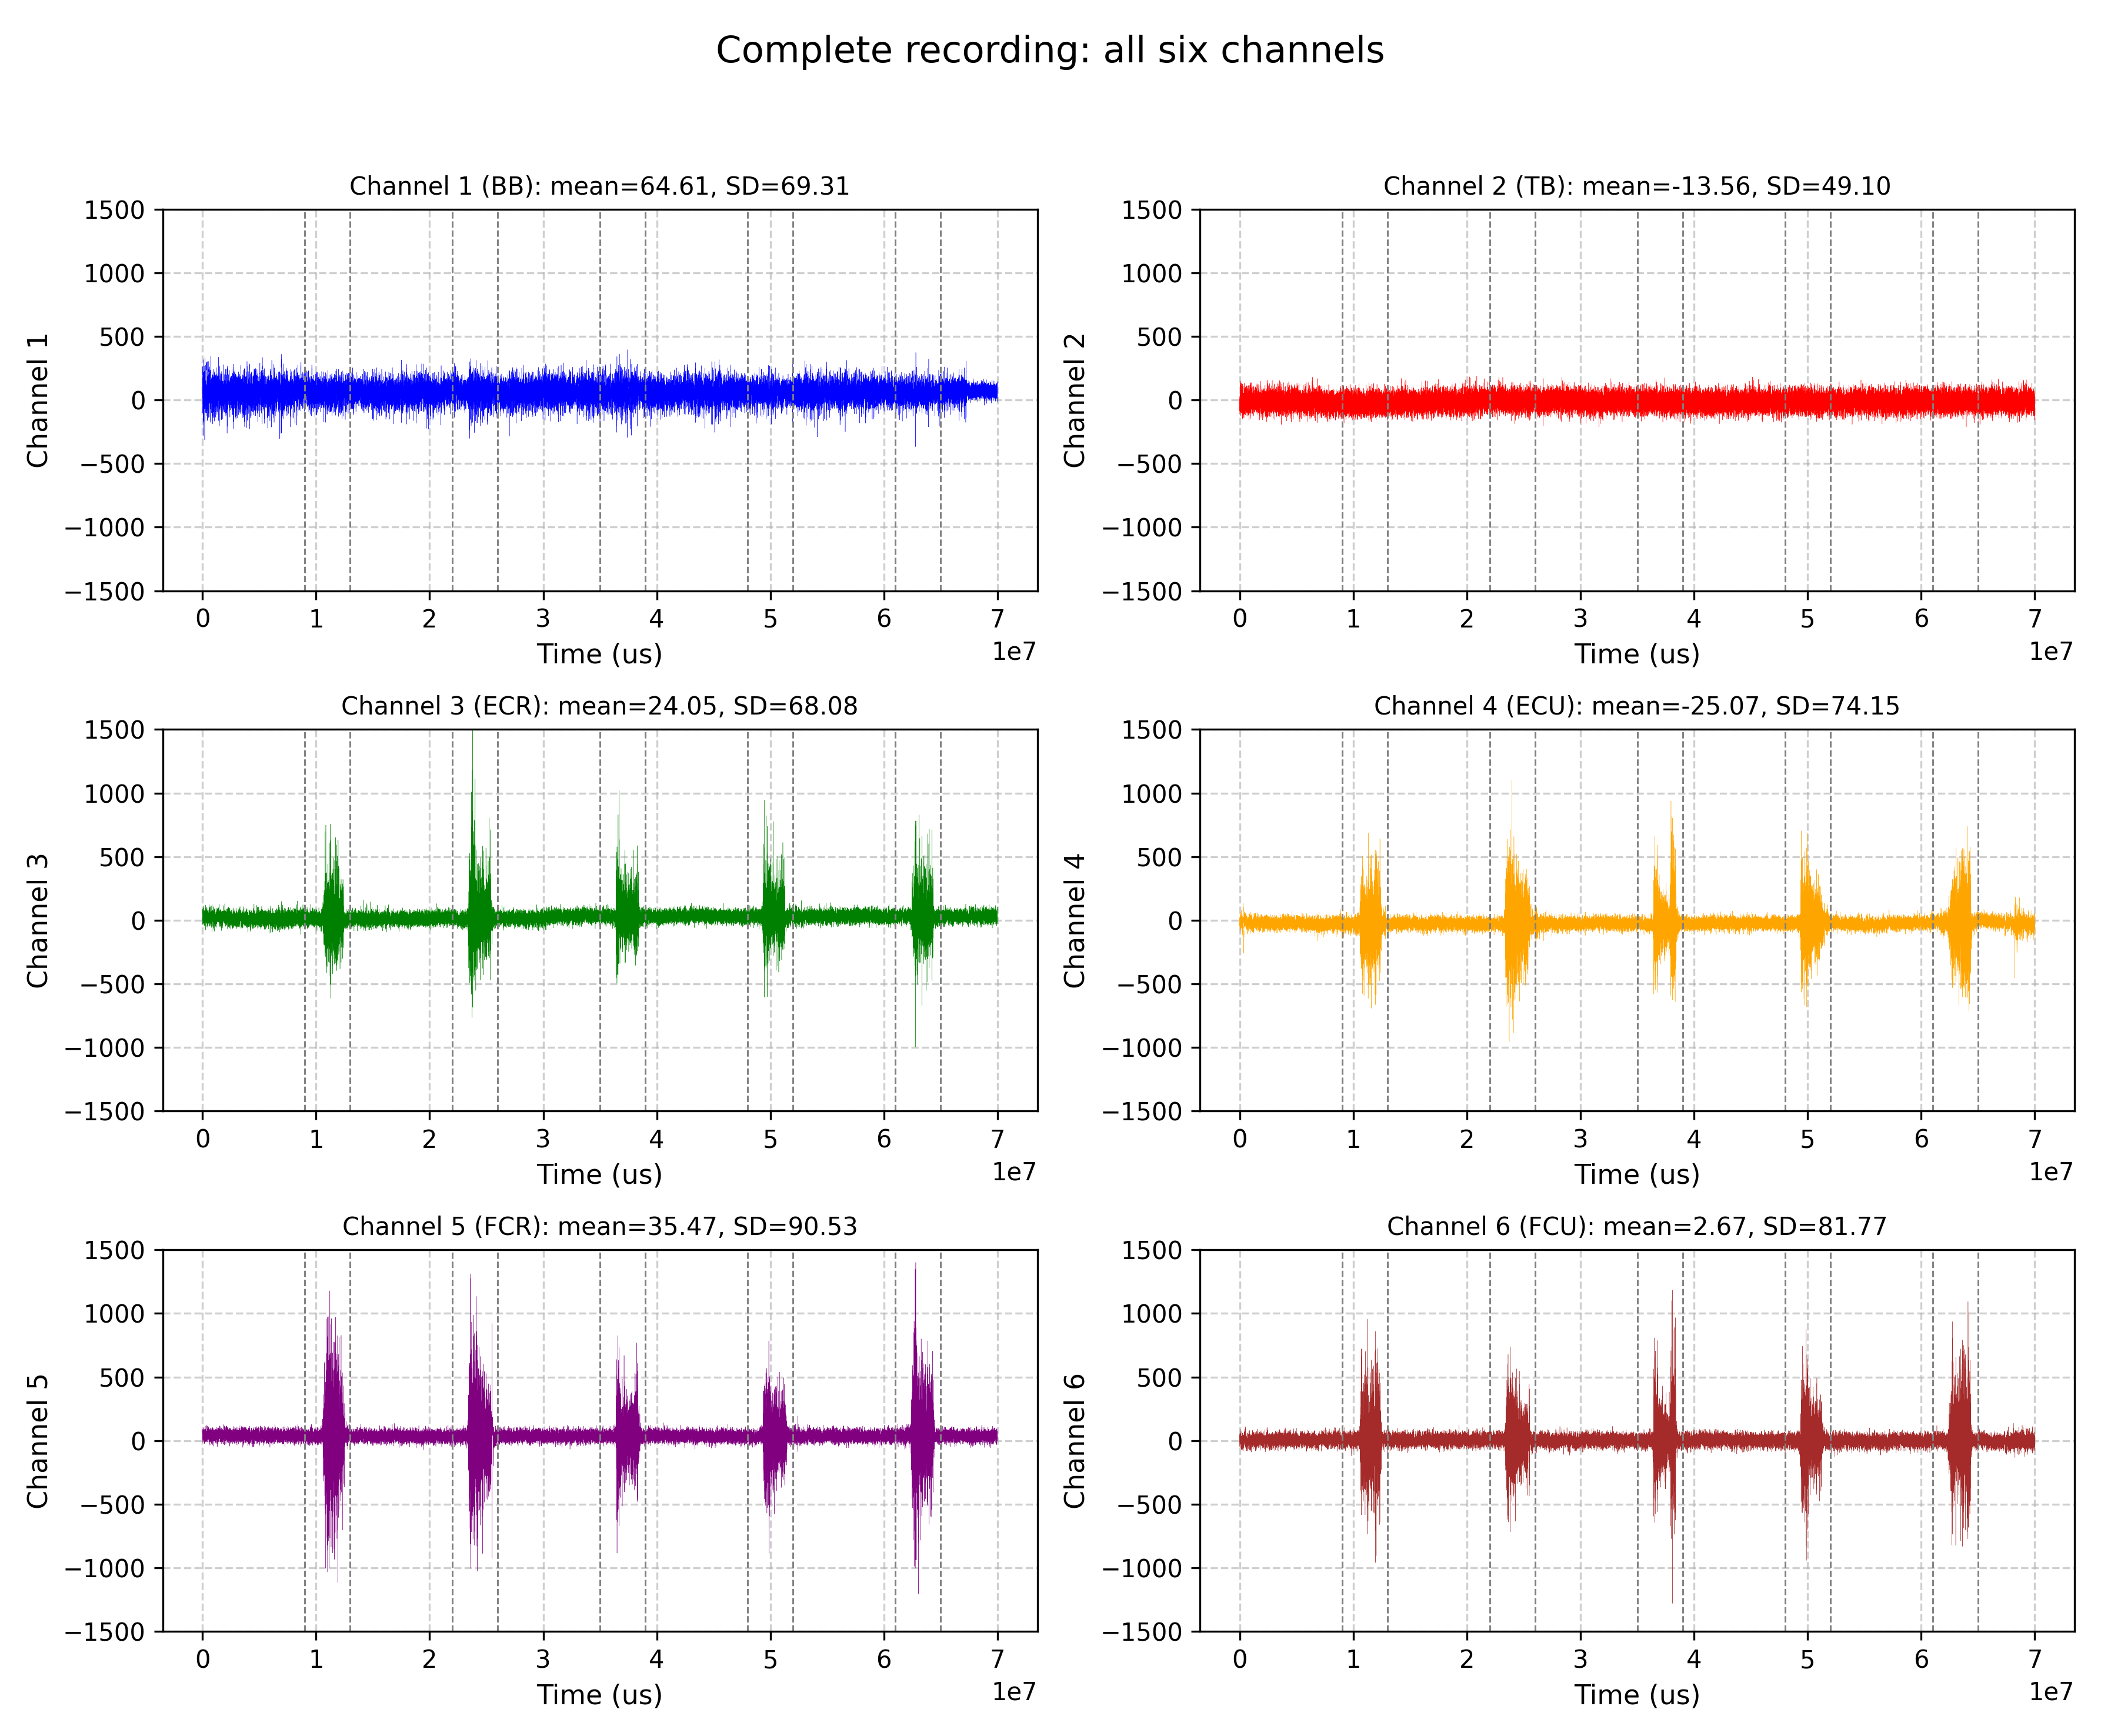 Complete recording: all six channels
Channel 1 (BB): mean=64.61, SD=69.31
1500
1000
500
0
−500
−1000
−1500
Channel 1
0 1 2 3 4 5 6 7
Time (us)
1e7
Channel 2 (TB): mean=-13.56, SD=49.10
1500
1000
500
0
−500
−1000
−1500
Channel 2
0 1 2 3 4 5 6 7
Time (us)
1e7
Channel 3 (ECR): mean=24.05, SD=68.08
1500
1000
500
0
−500
−1000
−1500
Channel 3
0 1 2 3 4 5 6 7
Time (us)
1e7
Channel 4 (ECU): mean=-25.07, SD=74.15
1500
1000
500
0
−500
−1000
−1500
Channel 4
0 1 2 3 4 5 6 7
Time (us)
1e7
Channel 5 (FCR): mean=35.47, SD=90.53
1500
1000
500
0
−500
−1000
−1500
Channel 5
0 1 2 3 4 5 6 7
Time (us)
1e7
Channel 6 (FCU): mean=2.67, SD=81.77
1500
1000
500
0
−500
−1000
−1500
Channel 6
0 1 2 3 4 5 6 7
Time (us)
1e7